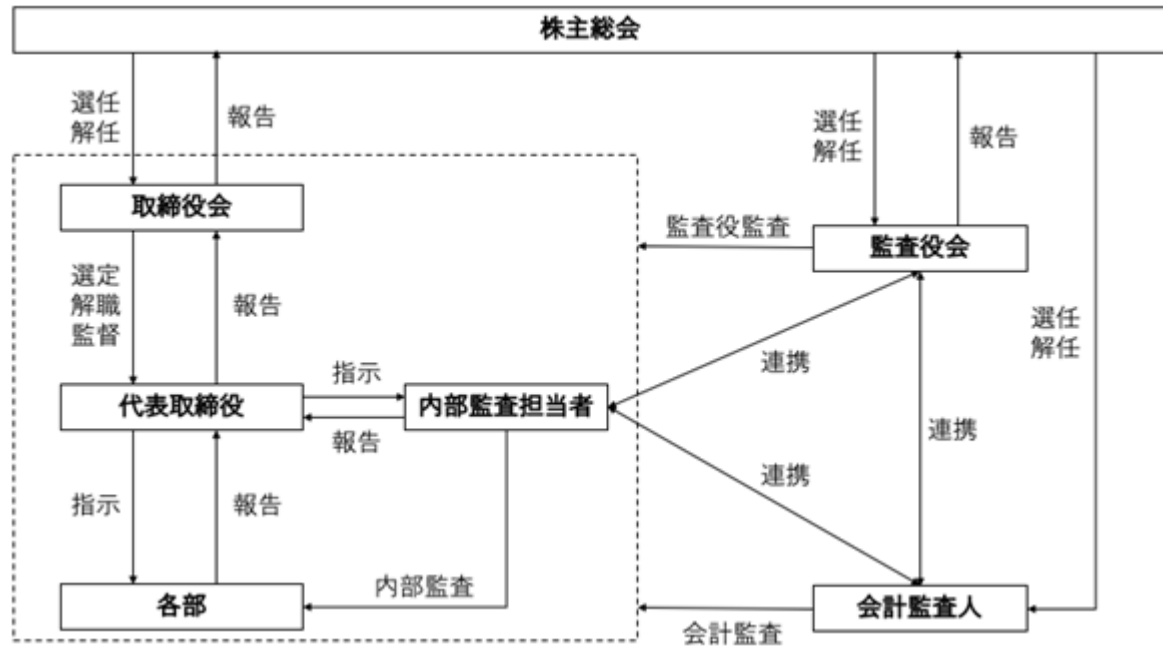 株主総会
選任
解任
報告
選任
解任
報告
取締役会
監査役監査
監査役会
選定
解職
監督
報告
選任
解任
指示
連携
代表取締役
内部監査担当者
報告
連携
連携
指示
報告
内部監査
各部
会計監査人
会計監査